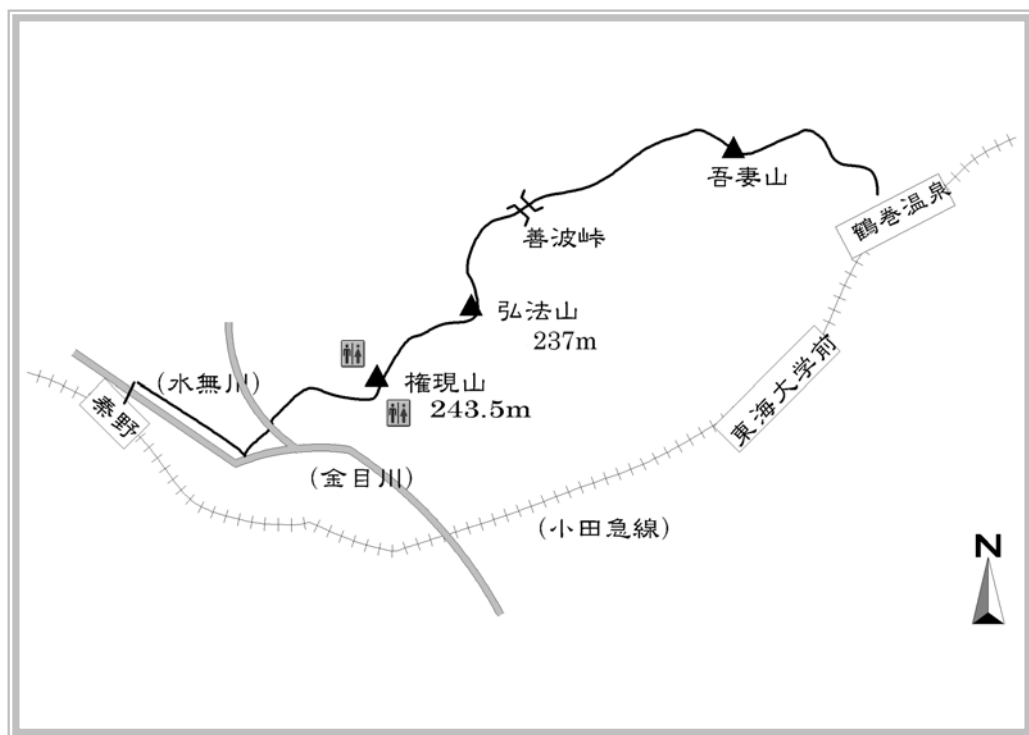 吾妻山
鶴巻温泉
善波峠
弘法山
237m
(水無川)
権現山
243.5m
秦野
東海大学前
(金目川)
(小田急線)
N